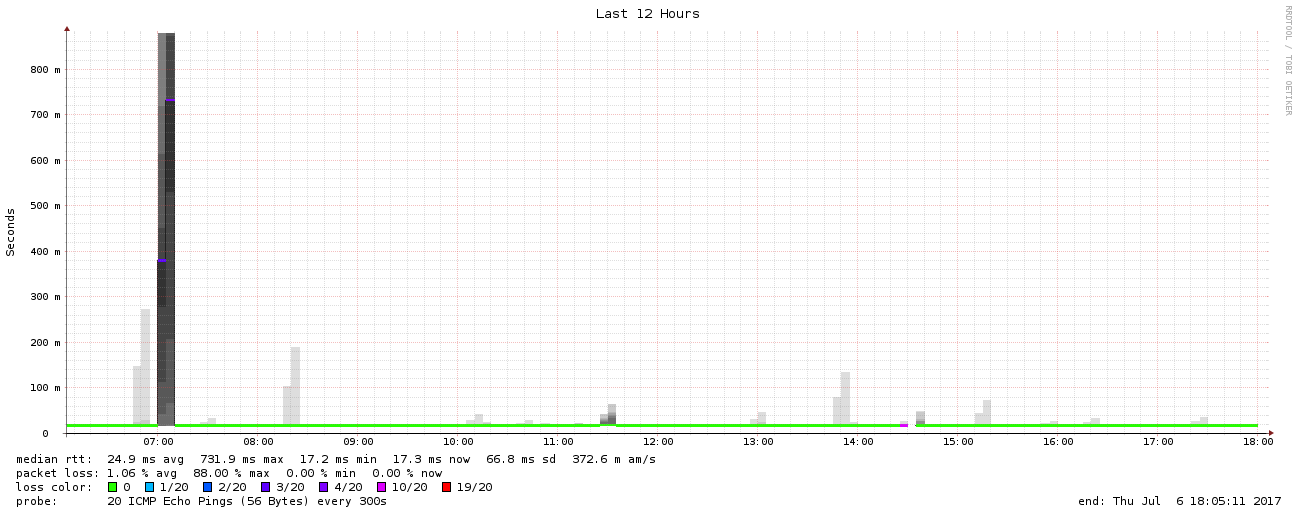 Last 12 Hours
RRDTOOL / TOBI OETIKER
Seconds
800 m
700 m
600 m
500 m
400 m
300 m
200 m
100 m
0
07:00 08:00 09:00 10:00 11:00 12:00 13:00 14:00 15:00 16:00 17:00 18:00
median rtt: 24.9 ms avg 731.9 ms max 17.2 ms min 17.3 ms now 66.8 ms sd 372.6 m am/s
packet loss: 1.06 % avg 88.00 % max 0.00 % min 0.00 % now
loss color: 0 1/20 2/20 3/20 4/20 10/20 19/20
probe: 20 ICMP Echo Pings (56 Bytes) every 300s end: Thu Jul 6 18:05:11 2017